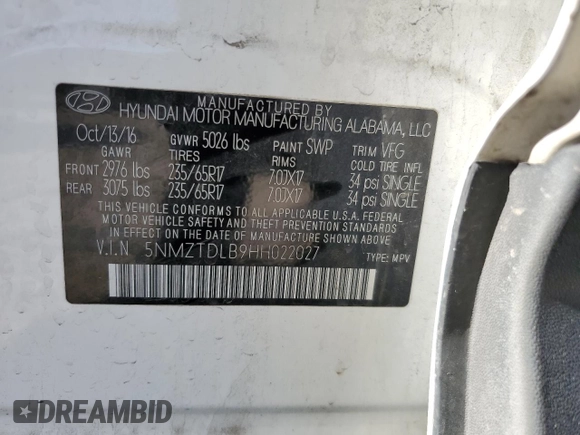 MANUFACTURED BY
HYUNDAI MOTOR MANUFACTURING ALABAMA, LLC
Oct/13/16 GVWR 5026 lbs PAINT SWP TRIM VFG
GAWR TIRES RIMS COLD TIRE INFL
FRONT 2976 lbs 235/65R17 7.0JX17 34 psi SINGLE
REAR 3075 lbs 235/65R17 7.0JX17 34 psi SINGLE
THIS VEHICLE CONFORMS TO ALL APPLICABLE U.S.A. FEDERAL
MOTOR VEHICLE SAFETY AND THEFT PREVENTION STANDARDS IN
EFFECT ON THE DATE OF MANUFACTURE SHOWN ABOVE.
V.I.N 5NMZTDLB9HH022027
TYPE: MPV
DREAMBID